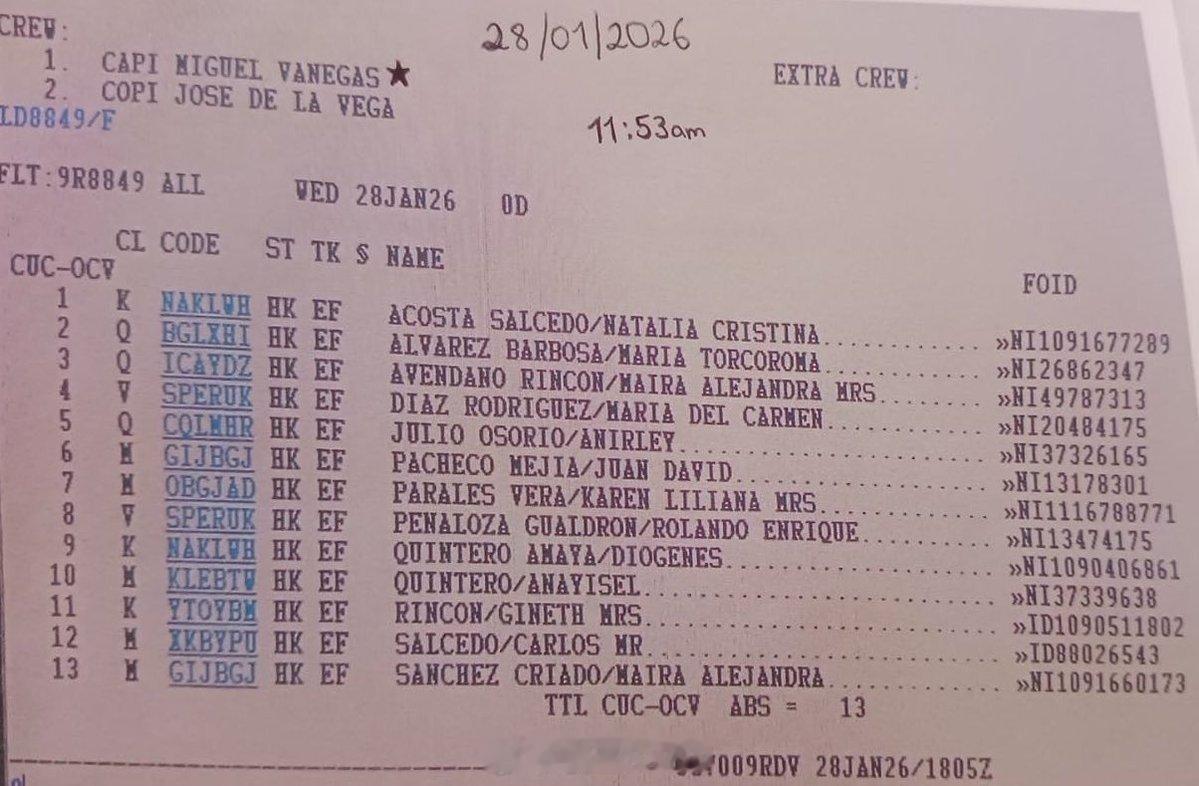 CREW:
28/01/2026
1. CAPI MIGUEL VANEGAS★
EXTRA CREW:
2. COPI JOSE DE LA VEGA
LD8849/F
11:53am
FLT:9R8849 ALL WED 28JAN26 0D
CL CODE ST TK S NAME FOID
CUC-OCV
1 K NAKLWH HK EF ACOSTA SALCEDO/NATALIA CRISTINA............. »NI1091677289
2 Q BGLXHI HK EF ALVAREZ BARBOSA/MARIA TORCOROMA............. »NI26862347
3 Q ICAYDZ HK EF AVENDANO RINCON/MAIRA ALEJANDRA MRS......... »NI49787313
4 V SPERUK HK EF DIAZ RODRIGUEZ/MARIA DEL CARMEN............. »NI20484175
5 Q CQLMHR HK EF JULIO OSORIO/ANIRLEY........................ »NI37326165
6 M GIJBGJ HK EF PACHECO MEJIA/JUAN DAVID.................... »NI13178301
7 M OBGJAD HK EF PARALES VERA/KAREN LILIANA MRS.............. »NI1116788771
8 V SPERUK HK EF PENALOZA GUALDRON/ROLANDO ENRIQUE........... »NI13474175
9 K NAKLWH HK EF QUINTERO AMAYA/DIOGENES..................... »NI1090406861
10 M KLEBTW HK EF QUINTERO/ANAYISEL........................... »NI37339638
11 K YTOYBM HK EF RINCON/GINETH MRS........................... »ID1090511802
12 M XKBYPU HK EF SALCEDO/CARLOS MR........................... »ID88026543
13 M GIJBGJ HK EF SANCHEZ CRIADO/MAIRA ALEJANDRA.............. »NI1091660173
TTL CUC-OCV ABS = 13
009RDV 28JAN26/1805Z